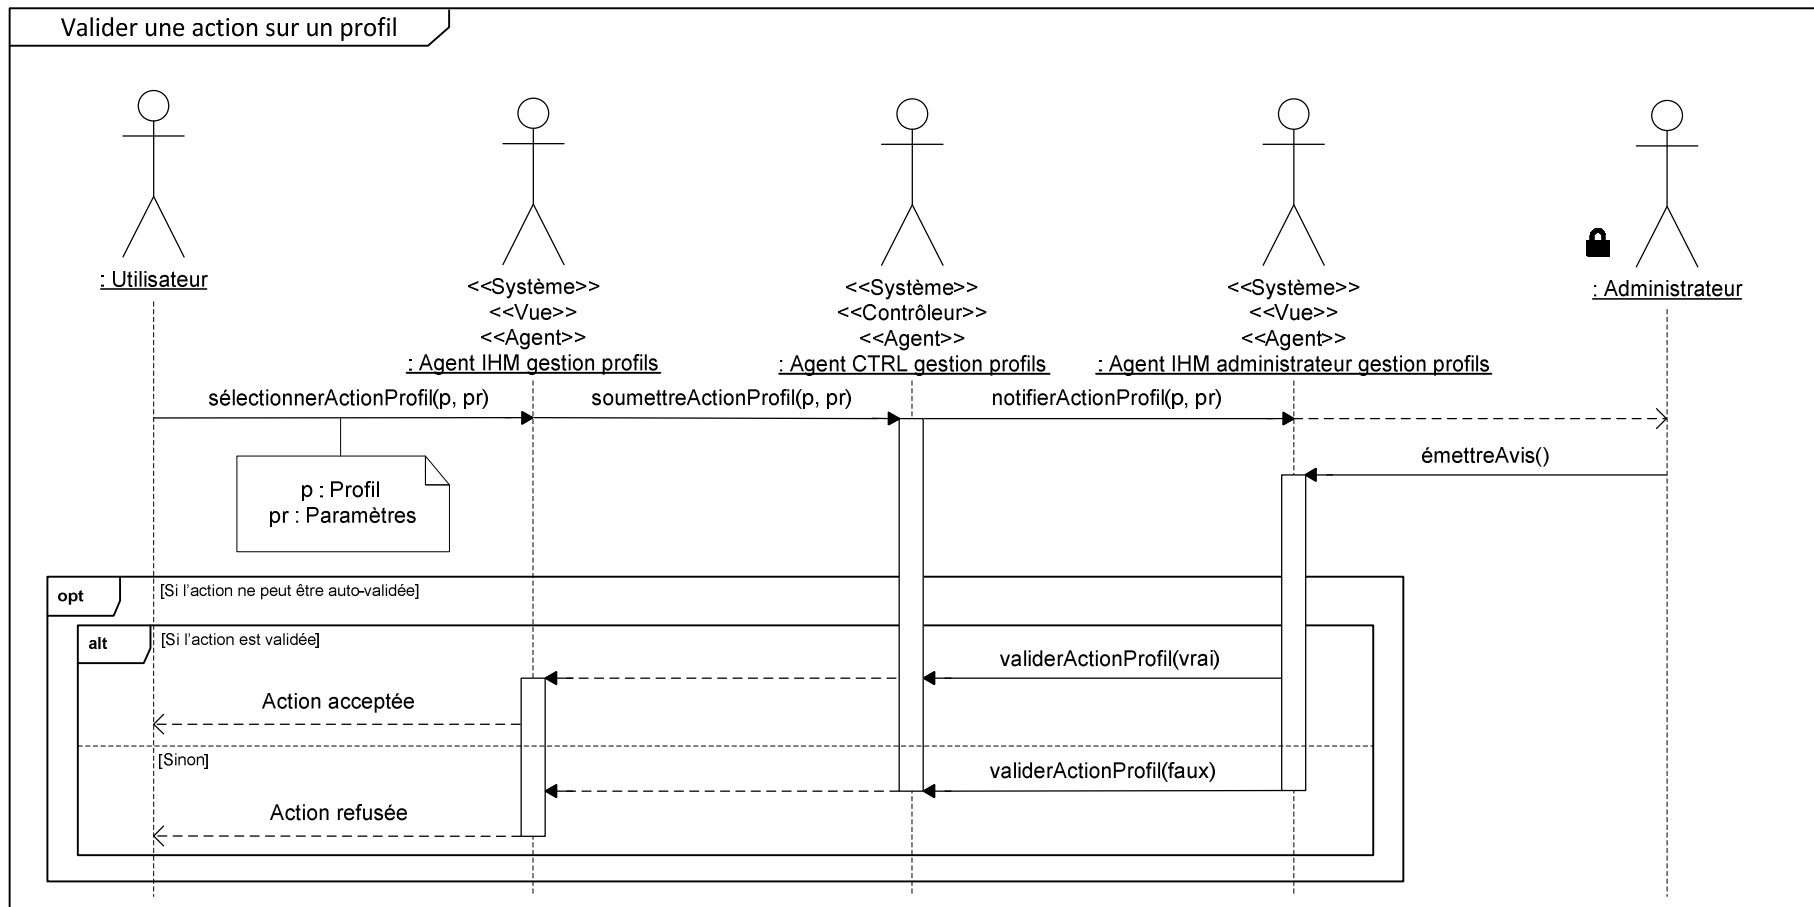 Valider une action sur un profil
: Utilisateur
<<Système>>
<<Vue>>
<<Agent>>
: Agent IHM gestion profils
<<Système>>
<<Contrôleur>>
<<Agent>>
: Agent CTRL gestion profils
<<Système>>
<<Vue>>
<<Agent>>
: Agent IHM administrateur gestion profils
: Administrateur
sélectionnerActionProfil(p, pr)
soumettreActionProfil(p, pr)
notifierActionProfil(p, pr)
émettreAvis()
p : Profil
pr : Paramètres
opt
[Si l'action ne peut être auto-validée]
alt
[Si l'action est validée]
validerActionProfil(vrai)
Action acceptée
[Sinon]
validerActionProfil(faux)
Action refusée